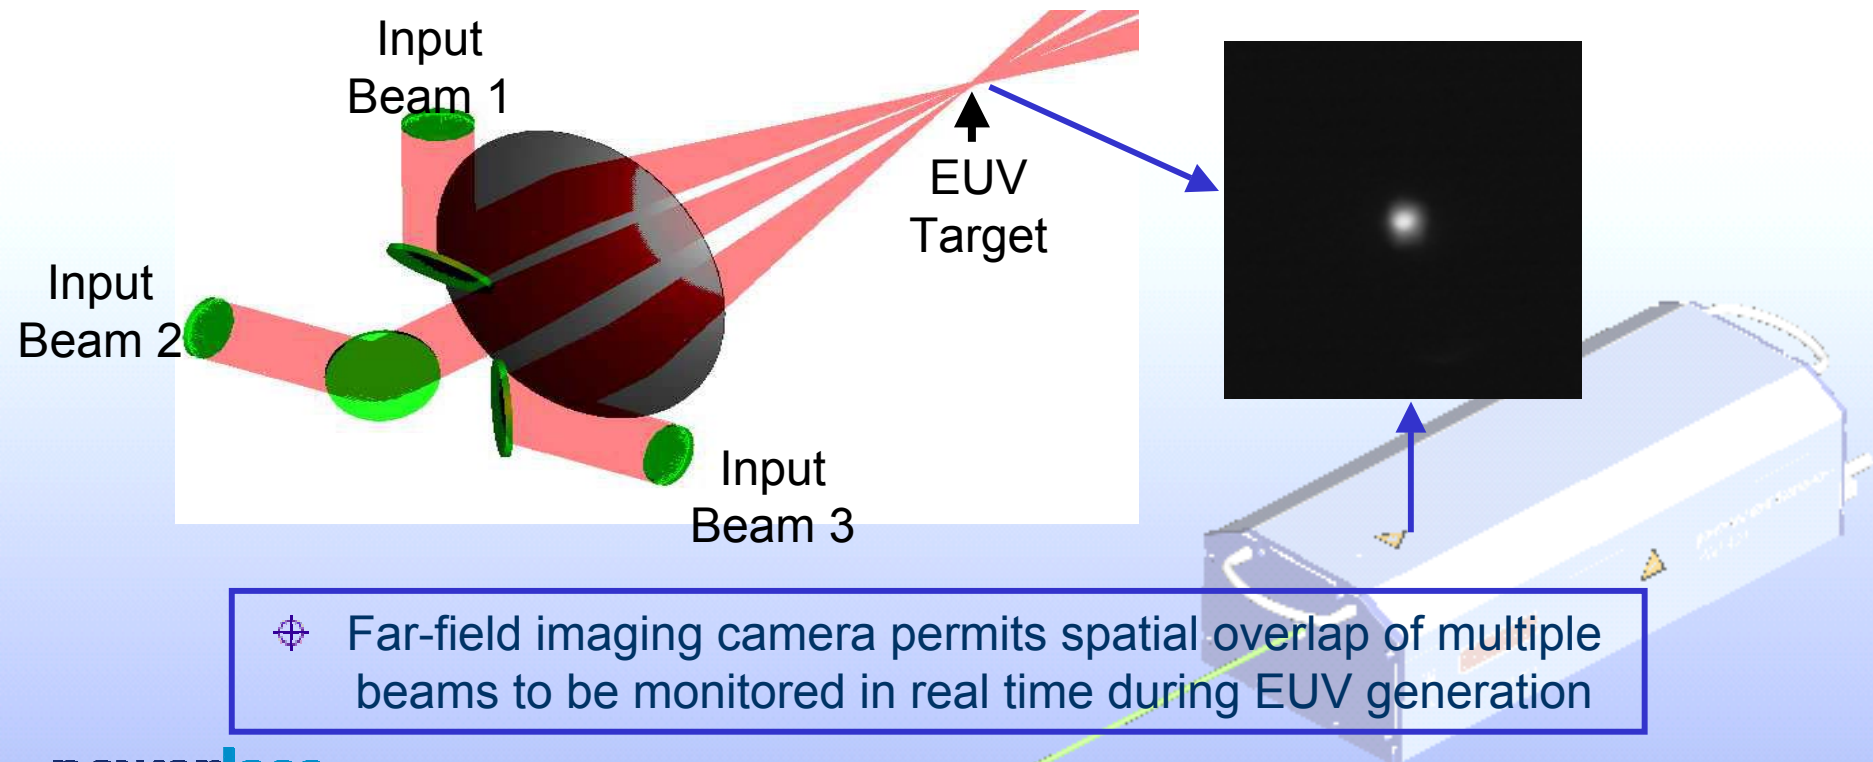 Input
Beam 1
Input
Beam 2
EUV
Target
Input
Beam 3
Far-field imaging camera permits spatial overlap of multiple
beams to be monitored in real time during EUV generation